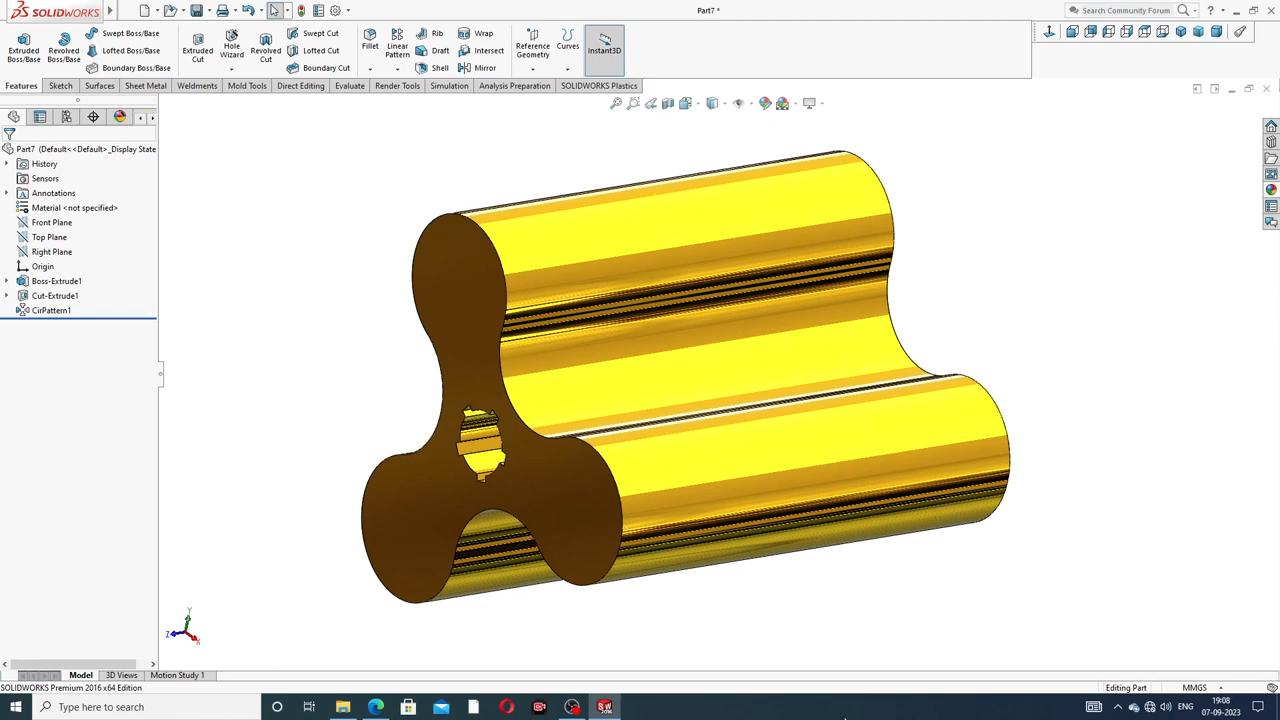 SOLIDWORKS
Part7 *
Search Community Forum
Extruded Boss/Base
Revolved Boss/Base
Swept Boss/Base
Lofted Boss/Base
Boundary Boss/Base
Extruded Cut
Hole Wizard
Revolved Cut
Swept Cut
Lofted Cut
Boundary Cut
Fillet
Linear Pattern
Rib
Draft
Shell
Wrap
Intersect
Mirror
Reference Geometry
Curves
Instant3D
Features
Sketch
Surfaces
Sheet Metal
Weldments
Mold Tools
Direct Editing
Evaluate
Render Tools
Simulation
Analysis Preparation
SOLIDWORKS Plastics
Part7 (Default<<Default>_Display State
History
Sensors
Annotations
Material <not specified>
Front Plane
Top Plane
Right Plane
Origin
Boss-Extrude1
Cut-Extrude1
CirPattern1
Y
Z
X
Model
3D Views
Motion Study 1
SOLIDWORKS Premium 2016 x64 Edition
Editing Part
MMGS
Type here to search
ENG
19:08
07-09-2023